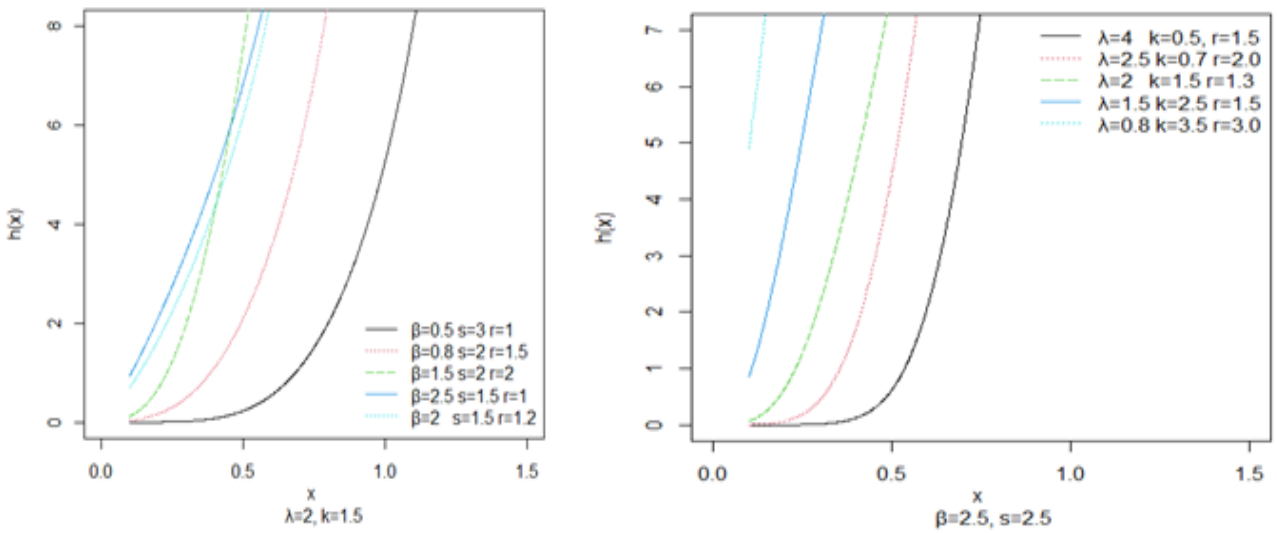 h(x)
8
6
4
2
0
β=0.5 s=3 r=1
β=0.8 s=2 r=1.5
β=1.5 s=2 r=2
β=2.5 s=1.5 r=1
β=2 s=1.5 r=1.2
0.0 0.5 1.0 1.5
x
λ=2, k=1.5
h(x)
7
6
5
4
3
2
1
0
λ=4 k=0.5, r=1.5
λ=2.5 k=0.7 r=2.0
λ=2 k=1.5 r=1.3
λ=1.5 k=2.5 r=1.5
λ=0.8 k=3.5 r=3.0
0.0 0.5 1.0 1.5
x
β=2.5, s=2.5